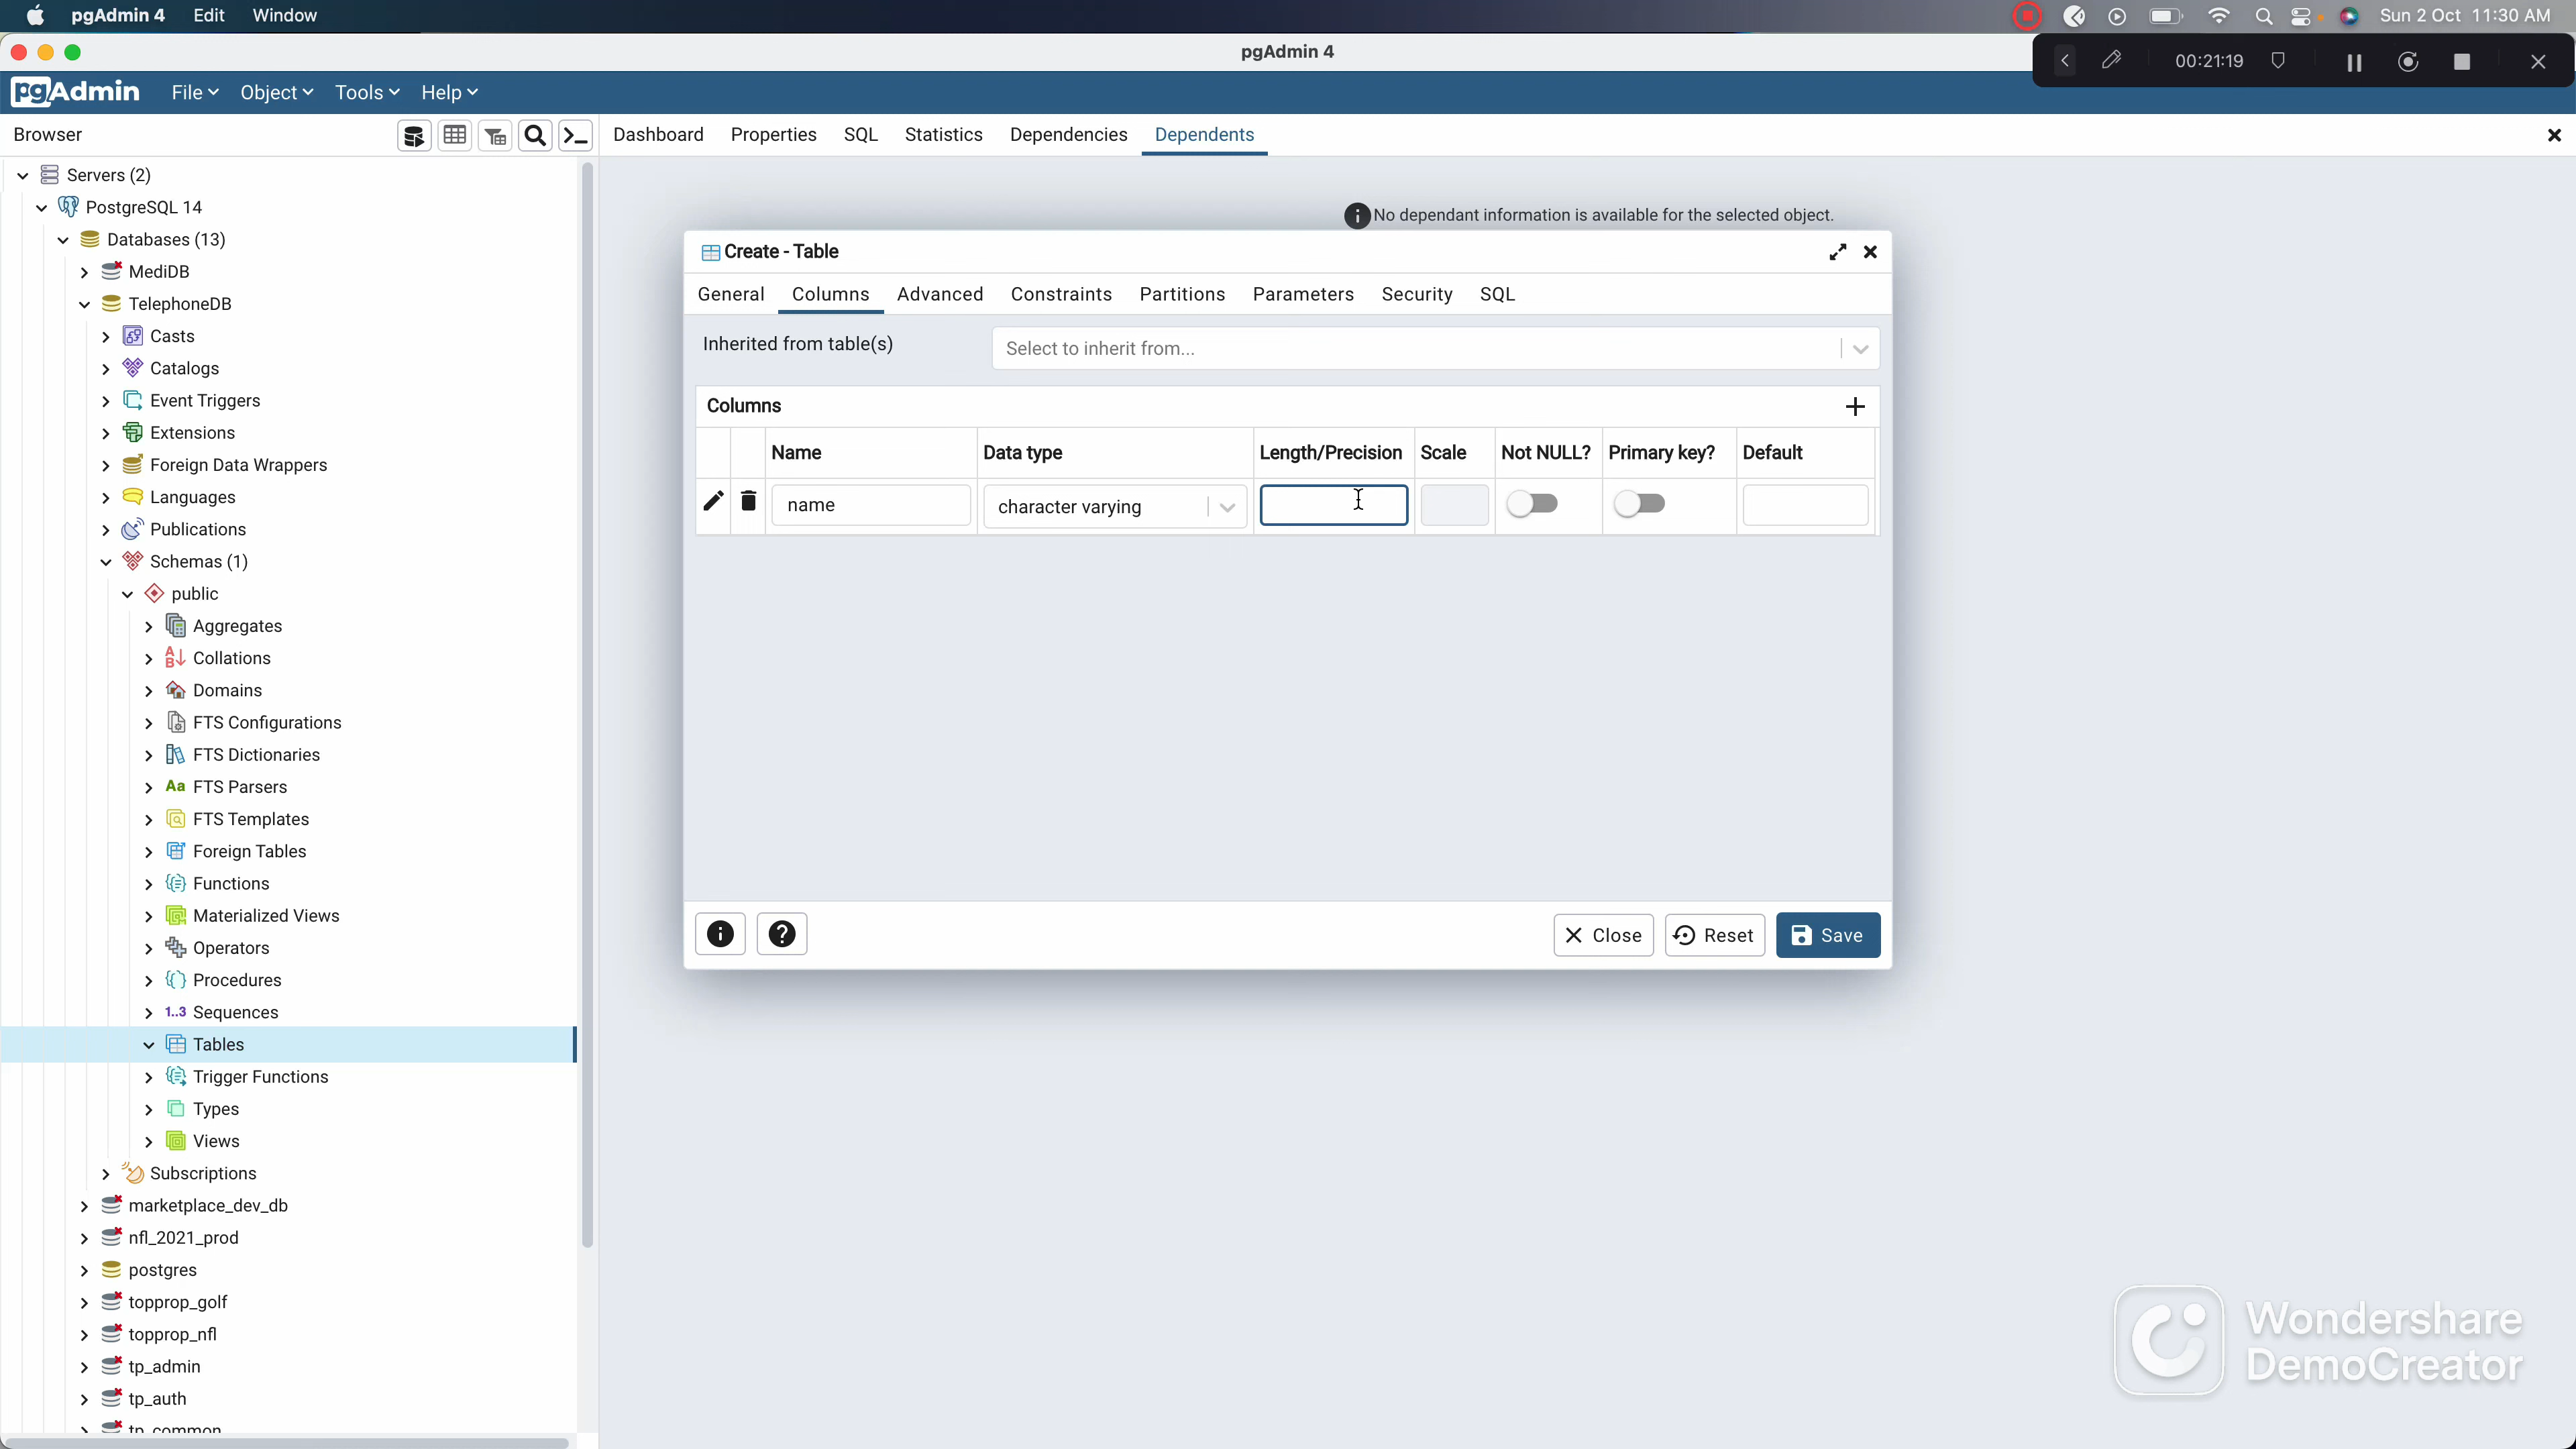 pgAdmin 4 Edit Window Sun 2 Oct 11:30 AM
pgAdmin 4
00:21:19
pgAdmin File Object Tools Help
Browser
Dashboard Properties SQL Statistics Dependencies Dependents
Servers (2)
PostgreSQL 14
Databases (13)
MediDB
TelephoneDB
Casts
Catalogs
Event Triggers
Extensions
Foreign Data Wrappers
Languages
Publications
Schemas (1)
public
Aggregates
Collations
Domains
FTS Configurations
FTS Dictionaries
Aa FTS Parsers
FTS Templates
Foreign Tables
Functions
Materialized Views
Operators
Procedures
1..3 Sequences
Tables
Trigger Functions
Types
Views
Subscriptions
marketplace_dev_db
nfl_2021_prod
postgres
topprop_golf
topprop_nfl
tp_admin
tp_auth
tp_common
No dependant information is available for the selected object.
Create - Table
General Columns Advanced Constraints Partitions Parameters Security SQL
Inherited from table(s) Select to inherit from...
Columns
Name Data type Length/Precision Scale Not NULL? Primary key? Default
name character varying
Close Reset Save
Wondershare
DemoCreator